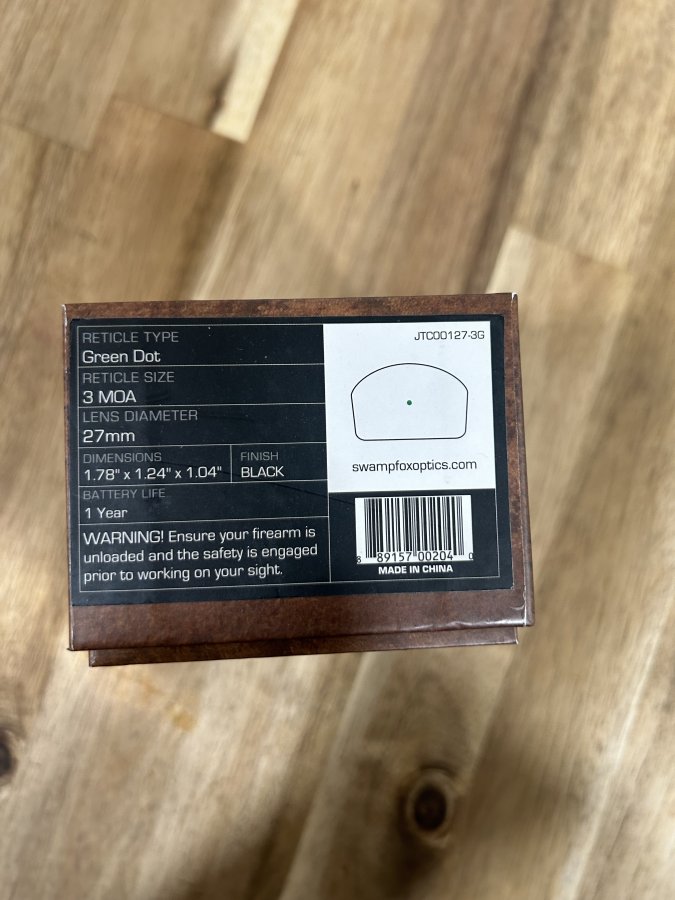 RETICLE TYPE
Green Dot
RETICLE SIZE
3 MOA
LENS DIAMETER
27mm
DIMENSIONS
1.78" x 1.24" x 1.04"
FINISH
BLACK
BATTERY LIFE
1 Year
WARNING! Ensure your firearm is
unloaded and the safety is engaged
prior to working on your sight.
JTC00127-3G
swampfoxoptics.com
8 89157 00204 0
MADE IN CHINA